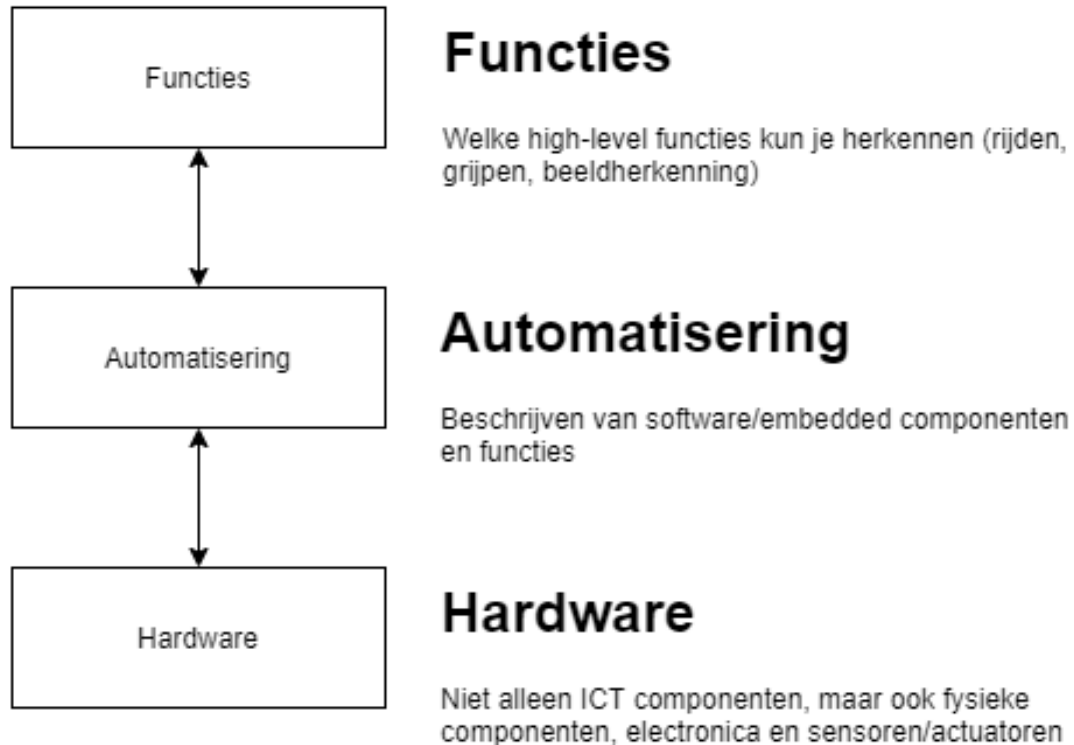 Functies
Functies
Welke high-level functies kun je herkennen (rijden,
grijpen, beeldherkenning)
Automatisering
Automatisering
Beschrijven van software/embedded componenten
en functies
Hardware
Hardware
Niet alleen ICT componenten, maar ook fysieke
componenten, electronica en sensoren/actuatoren